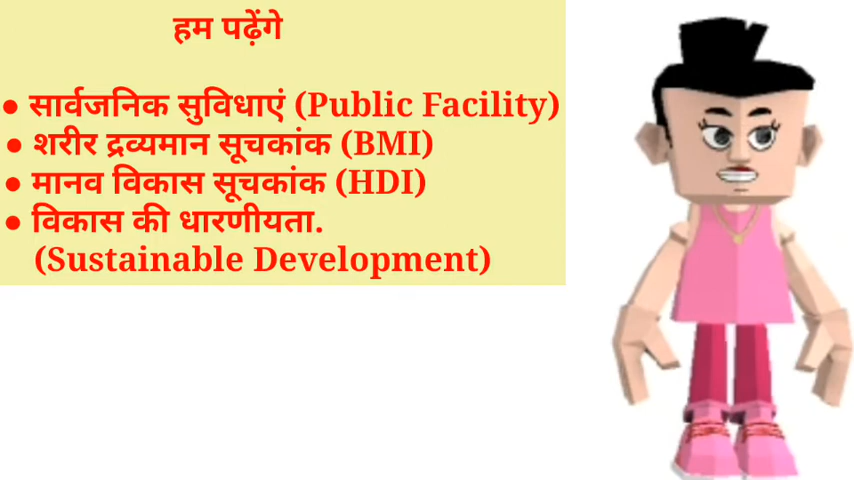 हम पढ़ेंगे
● सार्वजनिक सुविधाएं (Public Facility)
● शरीर द्रव्यमान सूचकांक (BMI)
● मानव विकास सूचकांक (HDI)
● विकास की धारणीयता.
(Sustainable Development)